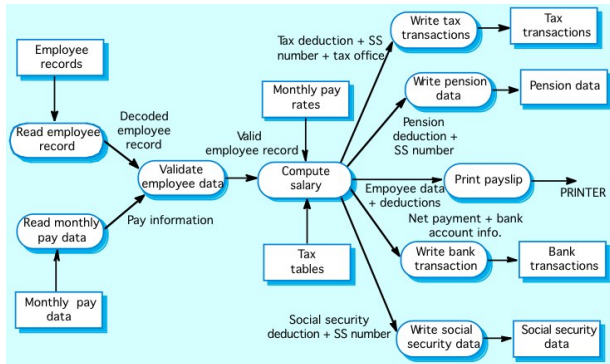 Employee
records
Read employee
record
Decoded
employee
record
Validate
employee data
Pay information
Read monthly
pay data
Monthly pay
data
Monthly pay
rates
Valid
employee record
Compute
salary
Tax
tables
Tax deduction + SS
number + tax office
Write tax
transactions
Tax
transactions
Write pension
data
Pension data
Pension
deduction +
SS number
Empoyee data
+ deductions
Print payslip
PRINTER
Net payment + bank
account info.
Write bank
transaction
Bank
transactions
Social security
deduction + SS number
Write social
security data
Social security
data